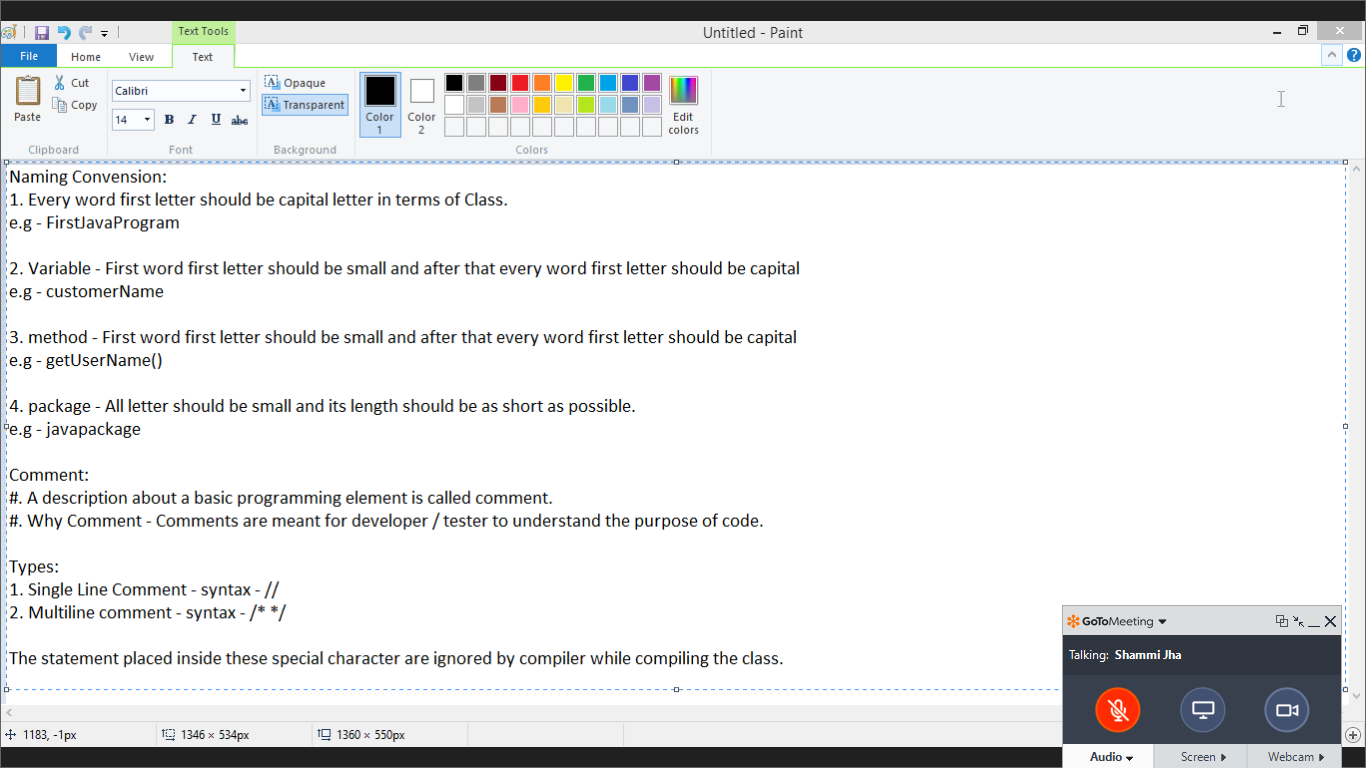 Text Tools
Untitled - Paint
File
Home
View
Text
Paste
Cut
Copy
Clipboard
Calibri
14
B I U abc
Font
Opaque
Transparent
Background
Color 1
Color 2
Edit colors
Colors
Naming Convension:
1. Every word first letter should be capital letter in terms of Class.
e.g - FirstJavaProgram
2. Variable - First word first letter should be small and after that every word first letter should be capital
e.g - customerName
3. method - First word first letter should be small and after that every word first letter should be capital
e.g - getUserName()
4. package - All letter should be small and its length should be as short as possible.
e.g - javapackage
Comment:
#. A description about a basic programming element is called comment.
#. Why Comment - Comments are meant for developer / tester to understand the purpose of code.
Types:
1. Single Line Comment - syntax - //
2. Multiline comment - syntax - /* */
The statement placed inside these special character are ignored by compiler while compiling the class.
GoToMeeting
Talking: Shammi Jha
Audio
Screen
Webcam
1183, -1px
1346 × 534px
1360 × 550px